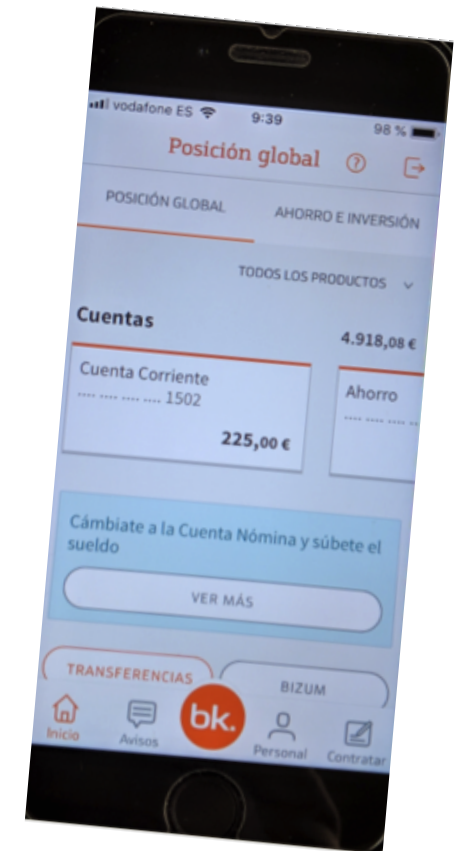 vodafone ES 9:39 98 %
Posición global ?
POSICIÓN GLOBAL AHORRO E INVERSIÓN
TODOS LOS PRODUCTOS
Cuentas 4.918,08 €
Cuenta Corriente
.... .... .... .... 1502
225,00 €
Ahorro
.... .... .... ..
Cámbiate a la Cuenta Nómina y súbete el
sueldo
VER MÁS
TRANSFERENCIAS BIZUM
bk.
Inicio Avisos Personal Contratar